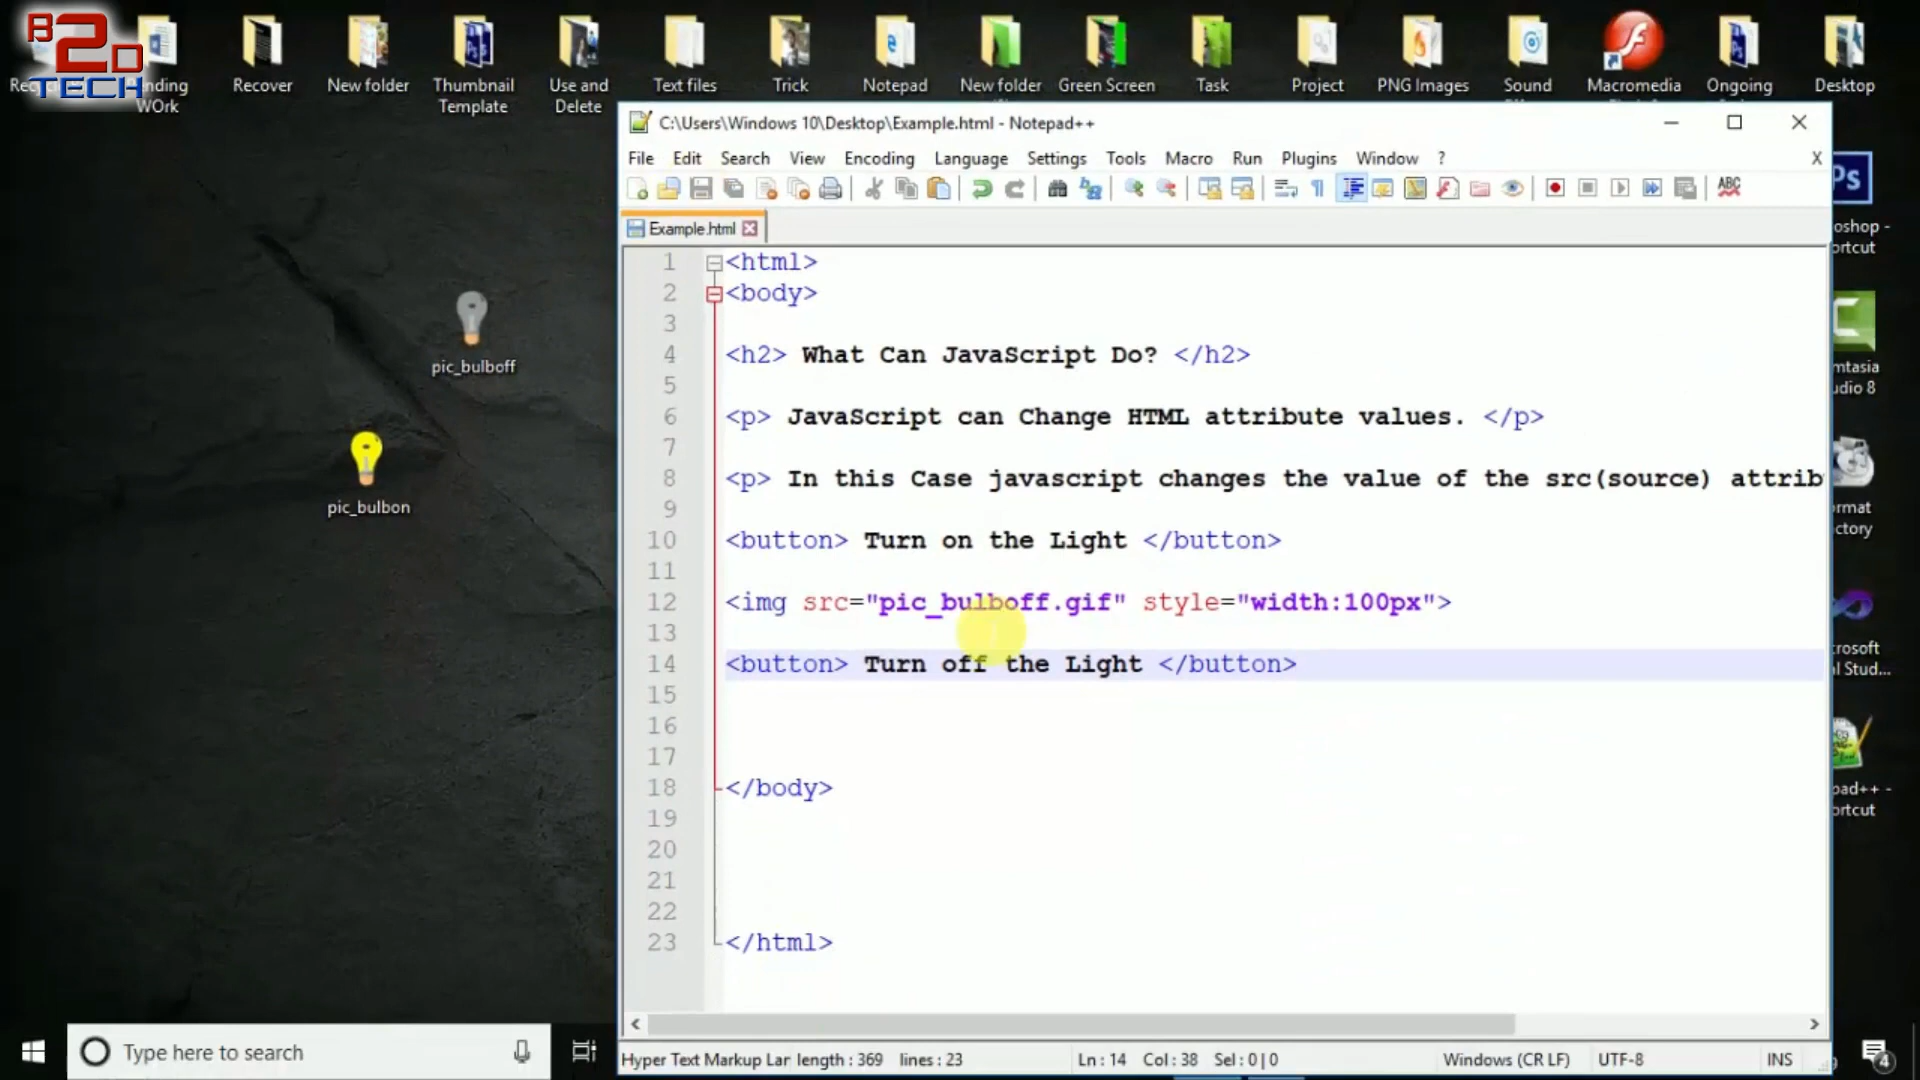 B2D
TECH
Recover
New folder
Thumbnail
Template
Use and
Delete
Text files
Trick
Notepad
New folder
Green Screen
Task
Project
PNG Images
Sound
Macromedia
Ongoing
Desktop
WOrk
C:\Users\Windows 10\Desktop\Example.html - Notepad++
File Edit Search View Encoding Language Settings Tools Macro Run Plugins Window ? X
ABC
Example.html
1 <html>
2 <body>
3
4 <h2> What Can JavaScript Do? </h2>
5
6 <p> JavaScript can Change HTML attribute values. </p>
7
8 <p> In this Case javascript changes the value of the src(source) attrib
9
10 <button> Turn on the Light </button>
11
12 <img src="pic_bulboff.gif" style="width:100px">
13
14 <button> Turn off the Light </button>
15
16
17
18 </body>
19
20
21
22
23 </html>
pic_bulboff
pic_bulbon
Ps
oshop -
ortcut
mtasia
udio 8
rmat
ctory
rosoft
l Stud...
pad++ -
ortcut
Hyper Text Markup Lan length : 369 lines : 23 Ln : 14 Col : 38 Sel : 0 | 0 Windows (CR LF) UTF-8 INS
Type here to search
4